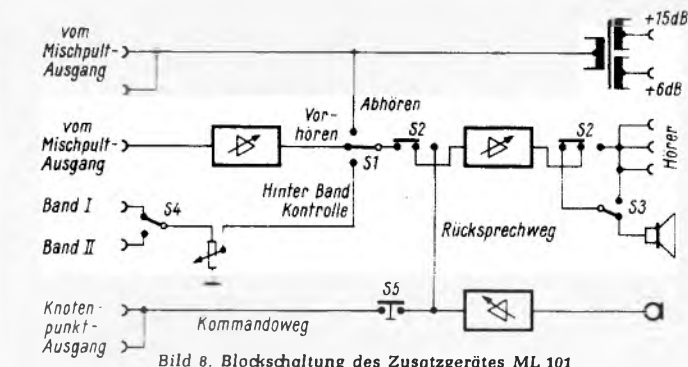 vom
Mischpult-
Ausgang
+15dB
+6dB
Abhören
Vor-
hören
vom
Mischpult-
Ausgang
S1
S2
S2
Hörer
Hinter Band
Kontrolle
S3
Band I
S4
Band II
Rücksprechweg
Knoten-
punkt-
Ausgang
S5
Kommandoweg
Bild 8. Blockschaltung des Zusatzgerätes ML 101